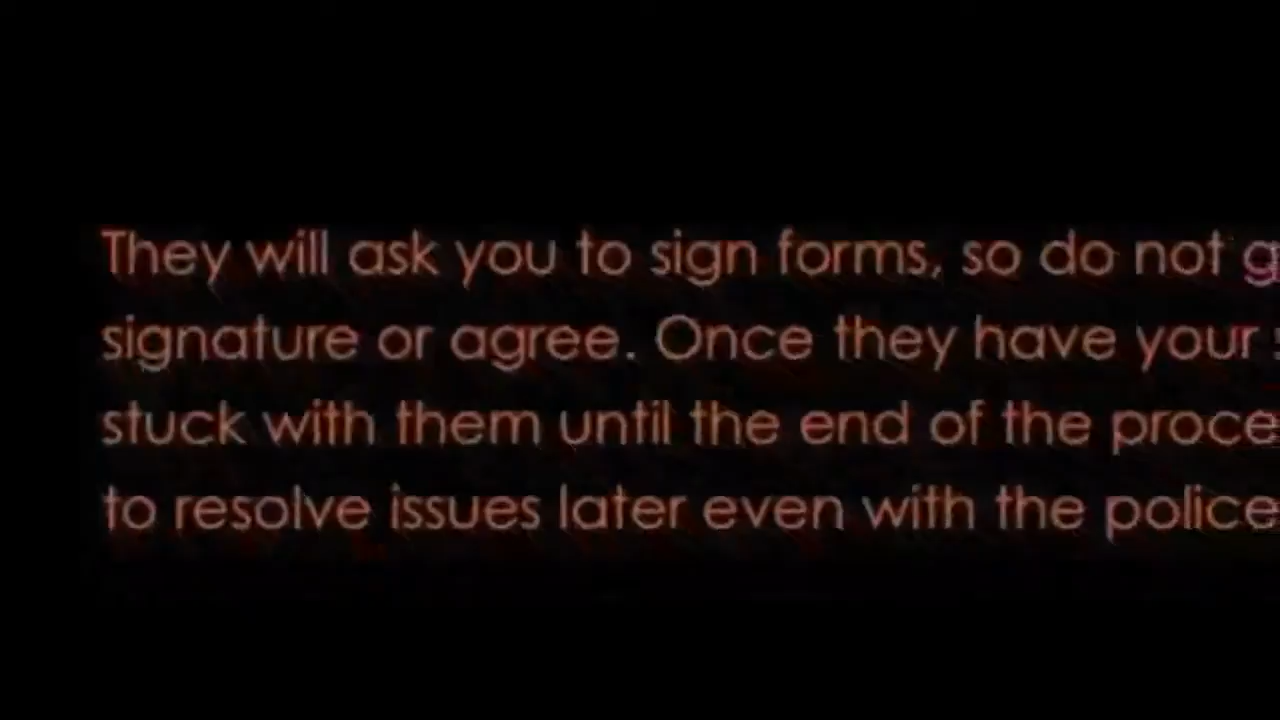 They will ask you to sign forms, so do not g
signature or agree. Once they have your
stuck with them until the end of the proce
to resolve issues later even with the police